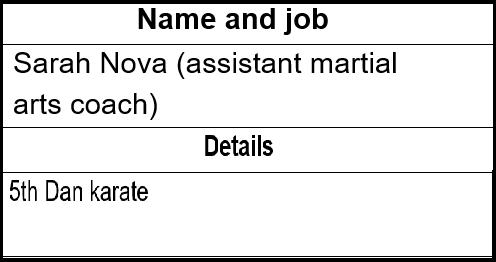 Name and job
Sarah Nova (assistant martial
arts coach)
Details
5th Dan karate